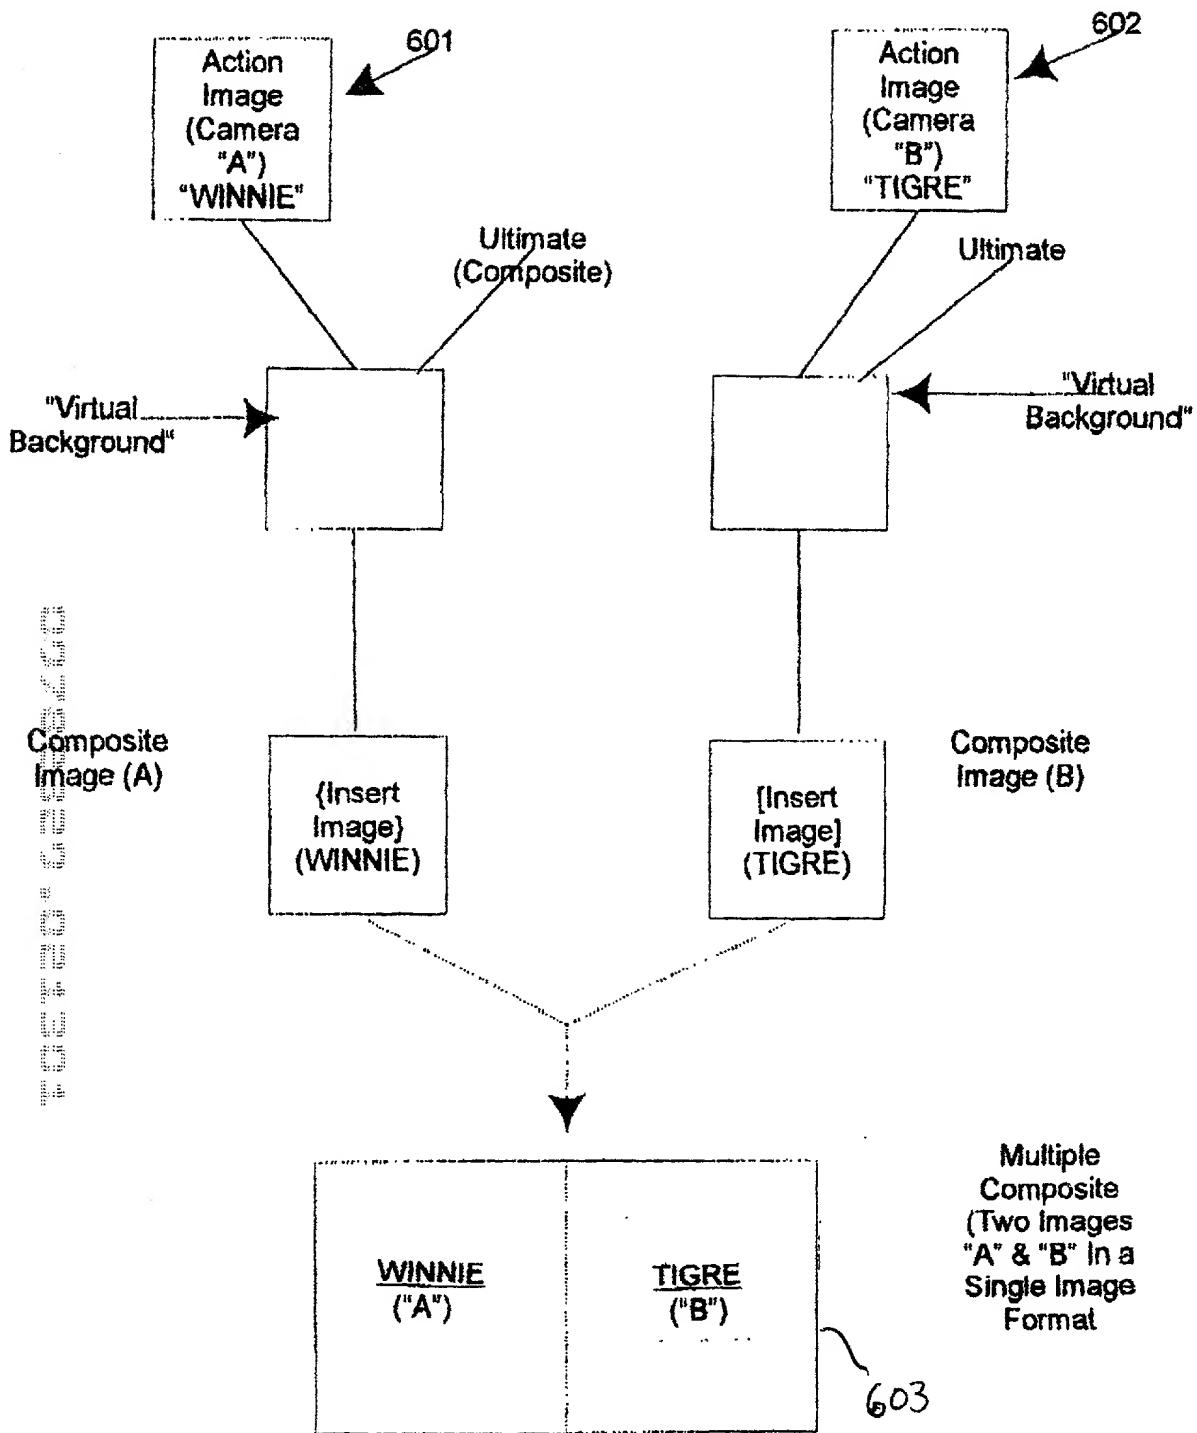 601
Action
Image
(Camera
"A")
"WINNIE"
602
Action
Image
(Camera
"B")
"TIGRE"
Ultimate
(Composite)
Ultimate
"Virtual
Background"
"Virtual
Background"
Composite
Image (A)
{Insert
Image}
(WINNIE)
[Insert
Image]
(TIGRE)
Composite
Image (B)
WINNIE
("A")
TIGRE
("B")
Multiple
Composite
(Two Images
"A" & "B" In a
Single Image
Format
603